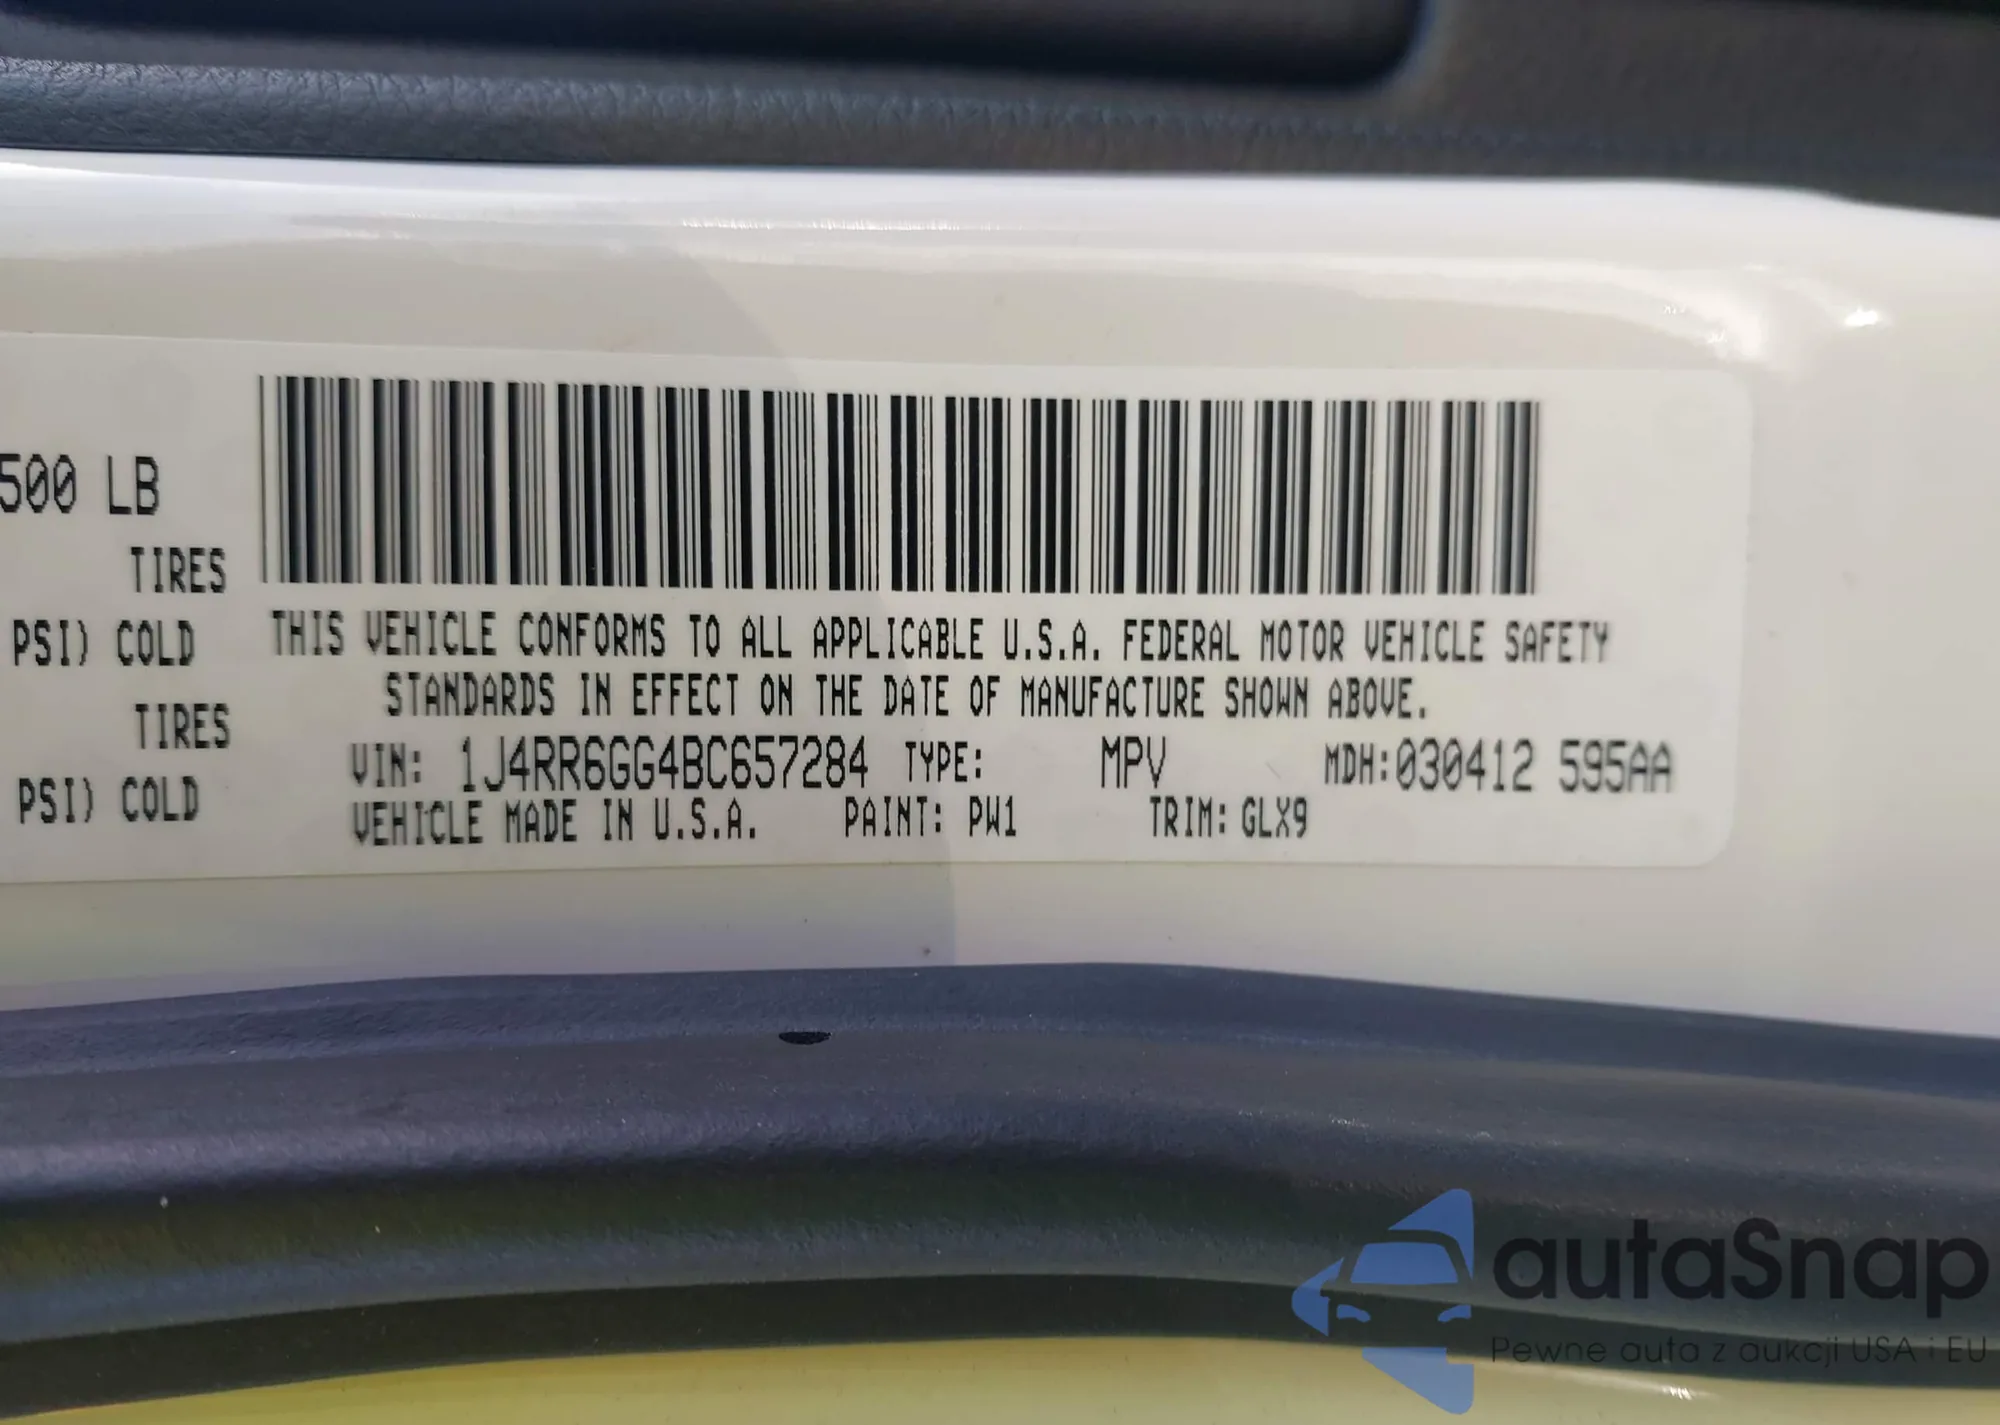 500 LB
TIRES
PSI) COLD
TIRES
PSI) COLD
THIS VEHICLE CONFORMS TO ALL APPLICABLE U.S.A. FEDERAL MOTOR VEHICLE SAFETY
STANDARDS IN EFFECT ON THE DATE OF MANUFACTURE SHOWN ABOVE.
VIN: 1J4RR6GG4BC657284 TYPE: MPV MDH:030412 595AA
VEHICLE MADE IN U.S.A. PAINT: PW1 TRIM: GLX9
autaSnap
Pewne auta z aukcji USA i EU